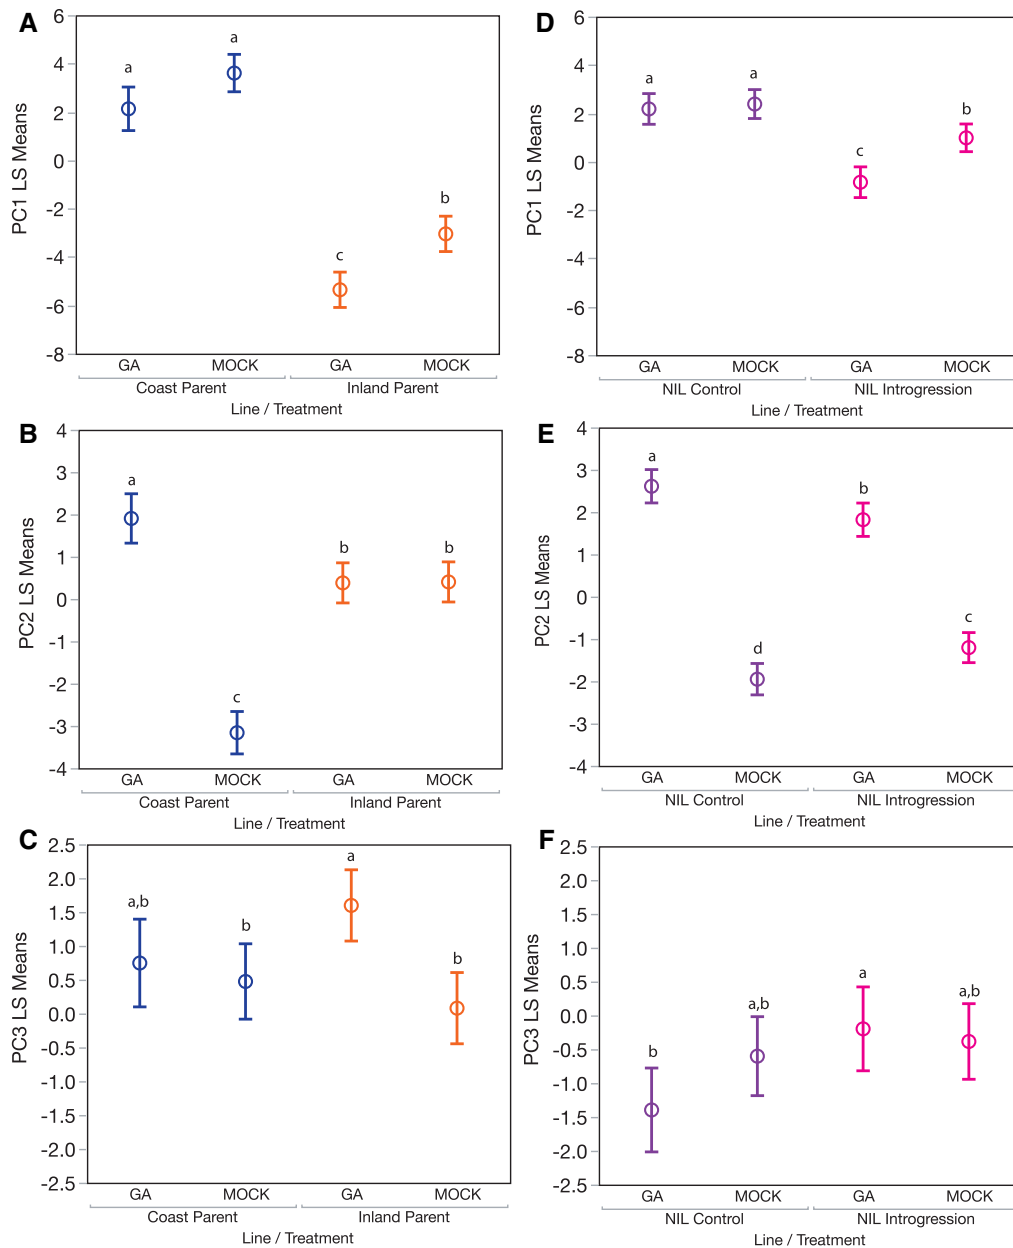 A
PC1 LS Means
6
4
2
0
-2
-4
-6
-8
a
a
c
b
GA MOCK GA MOCK
Coast Parent Inland Parent
Line / Treatment
B
PC2 LS Means
4
3
2
1
0
-1
-2
-3
-4
a
c
b
b
GA MOCK GA MOCK
Coast Parent Inland Parent
Line / Treatment
C
PC3 LS Means
2.5
2.0
1.5
1.0
0.5
0.0
-0.5
-1.0
-1.5
-2.0
-2.5
a,b
b
a
b
GA MOCK GA MOCK
Coast Parent Inland Parent
Line / Treatment
D
PC1 LS Means
6
4
2
0
-2
-4
-6
-8
a
a
c
b
GA MOCK GA MOCK
NIL Control NIL Introgression
Line / Treatment
E
PC2 LS Means
4
3
2
1
0
-1
-2
-3
-4
a
d
b
c
GA MOCK GA MOCK
NIL Control NIL Introgression
Line / Treatment
F
PC3 LS Means
2.5
2.0
1.5
1.0
0.5
0.0
-0.5
-1.0
-1.5
-2.0
-2.5
b
a,b
a
a,b
GA MOCK GA MOCK
NIL Control NIL Introgression
Line / Treatment